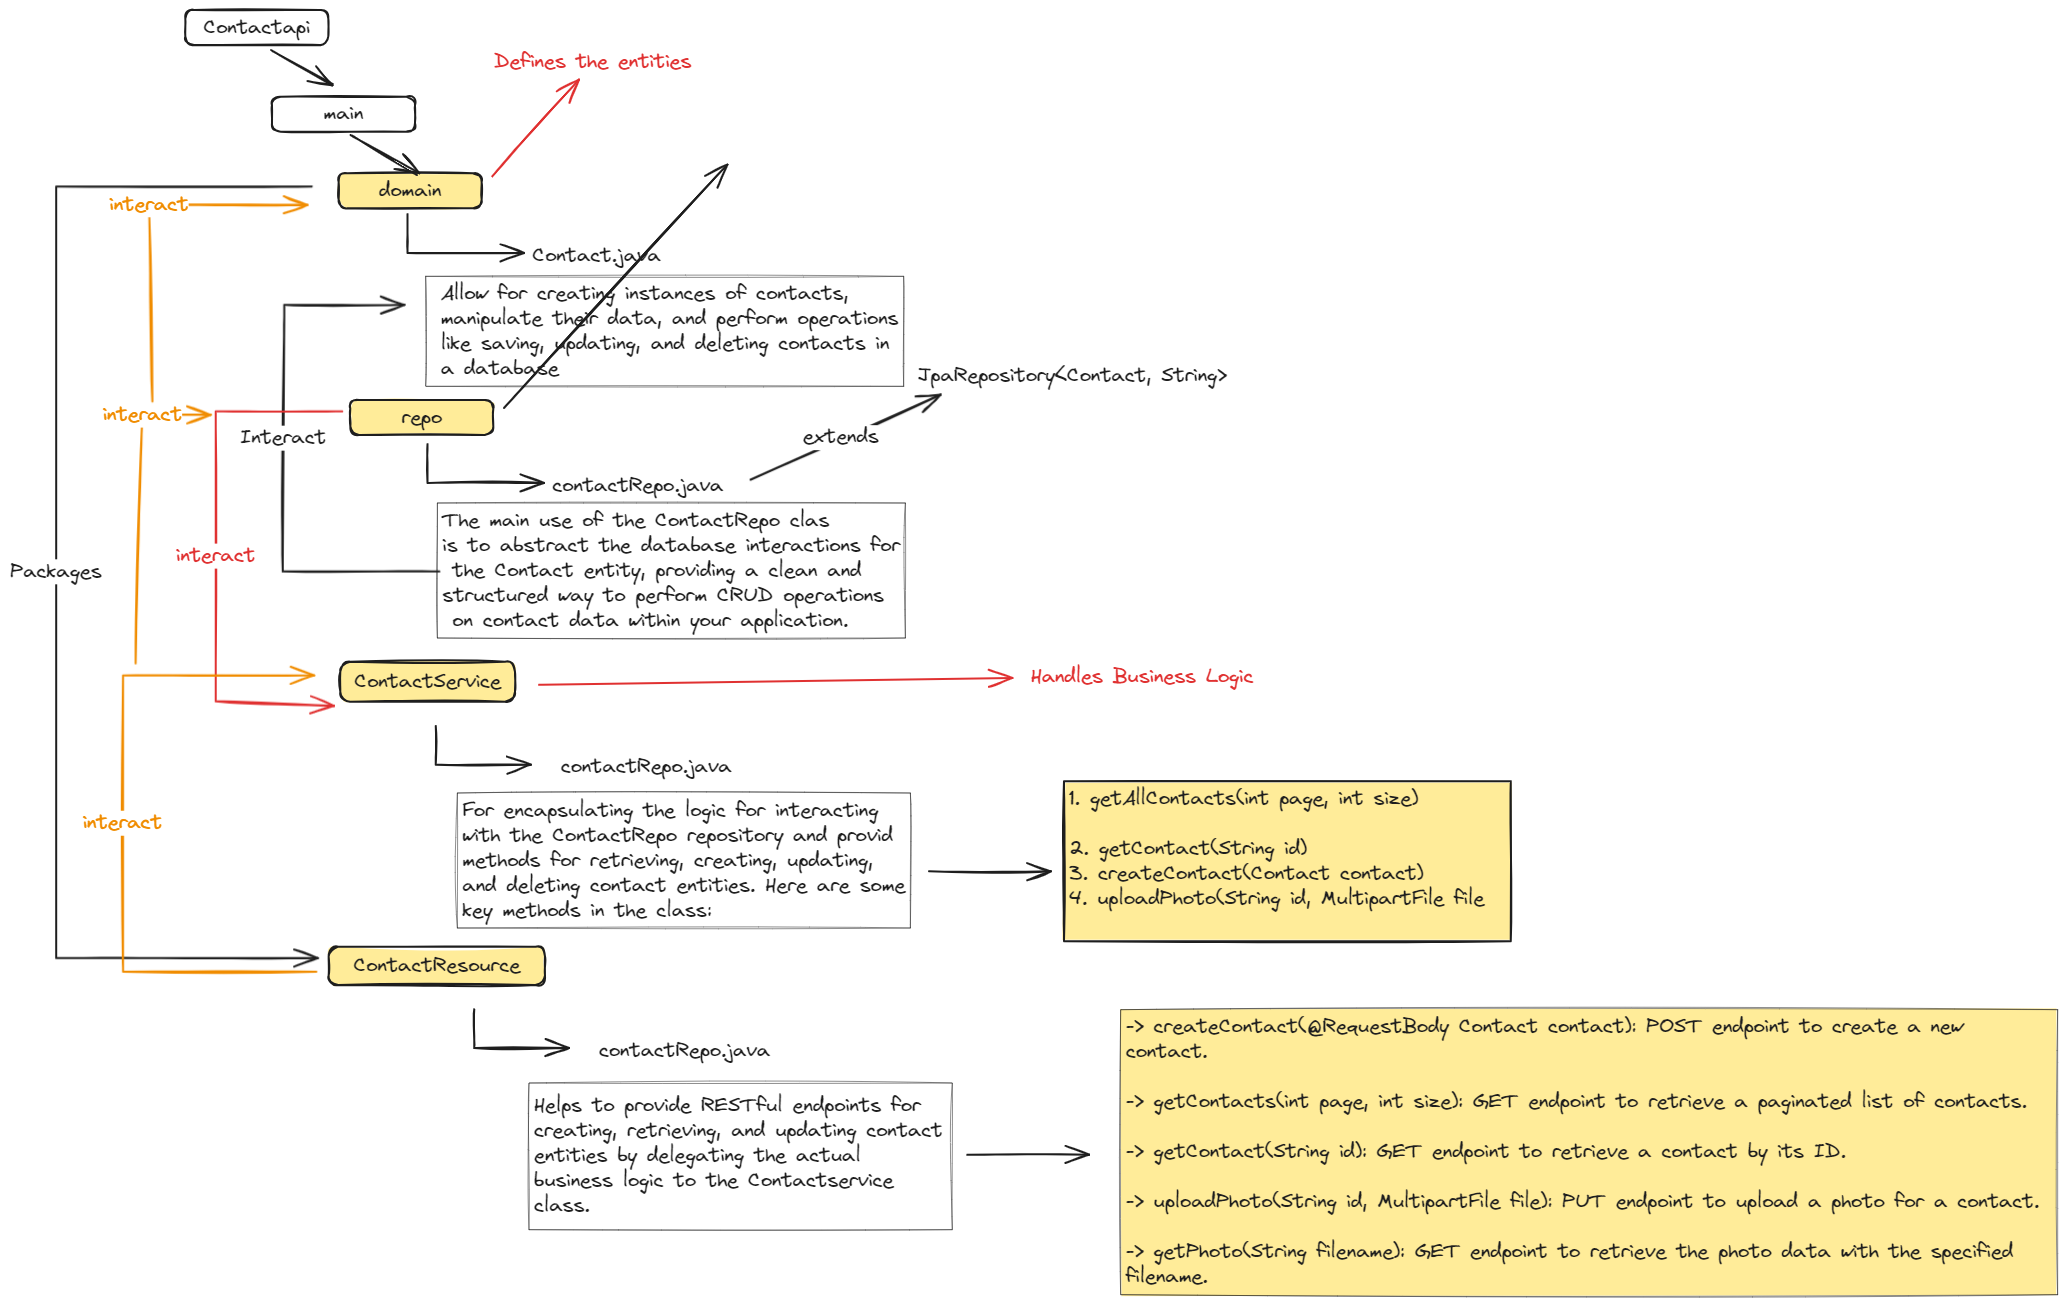 Contactapi
Defines the entities
main
domain
interact
Contact.java
Allow for creating instances of contacts,
manipulate their data, and perform operations
like saving, updating, and deleting contacts in
a database
JpaRepository<Contact, String>
interact
repo
Interact
extends
contactRepo.java
The main use of the ContactRepo clas
is to abstract the database interactions for
the Contact entity, providing a clean and
structured way to perform CRUD operations
on contact data within your application.
interact
Packages
ContactService
Handles Business Logic
contactRepo.java
For encapsulating the logic for interacting
with the ContactRepo repository and provid
methods for retrieving, creating, updating,
and deleting contact entities. Here are some
key methods in the class:
1. getAllContacts(int page, int size)
2. getContact(String id)
3. createContact(Contact contact)
4. uploadPhoto(String id, MultipartFile file
interact
ContactResource
contactRepo.java
Helps to provide RESTful endpoints for
creating, retrieving, and updating contact
entities by delegating the actual
business logic to the Contactservice
class.
-> createContact(@RequestBody Contact contact): POST endpoint to create a new
contact.
-> getContacts(int page, int size): GET endpoint to retrieve a paginated list of contacts.
-> getContact(String id): GET endpoint to retrieve a contact by its ID.
-> uploadPhoto(String id, MultipartFile file): PUT endpoint to upload a photo for a contact.
-> getPhoto(String filename): GET endpoint to retrieve the photo data with the specified
filename.